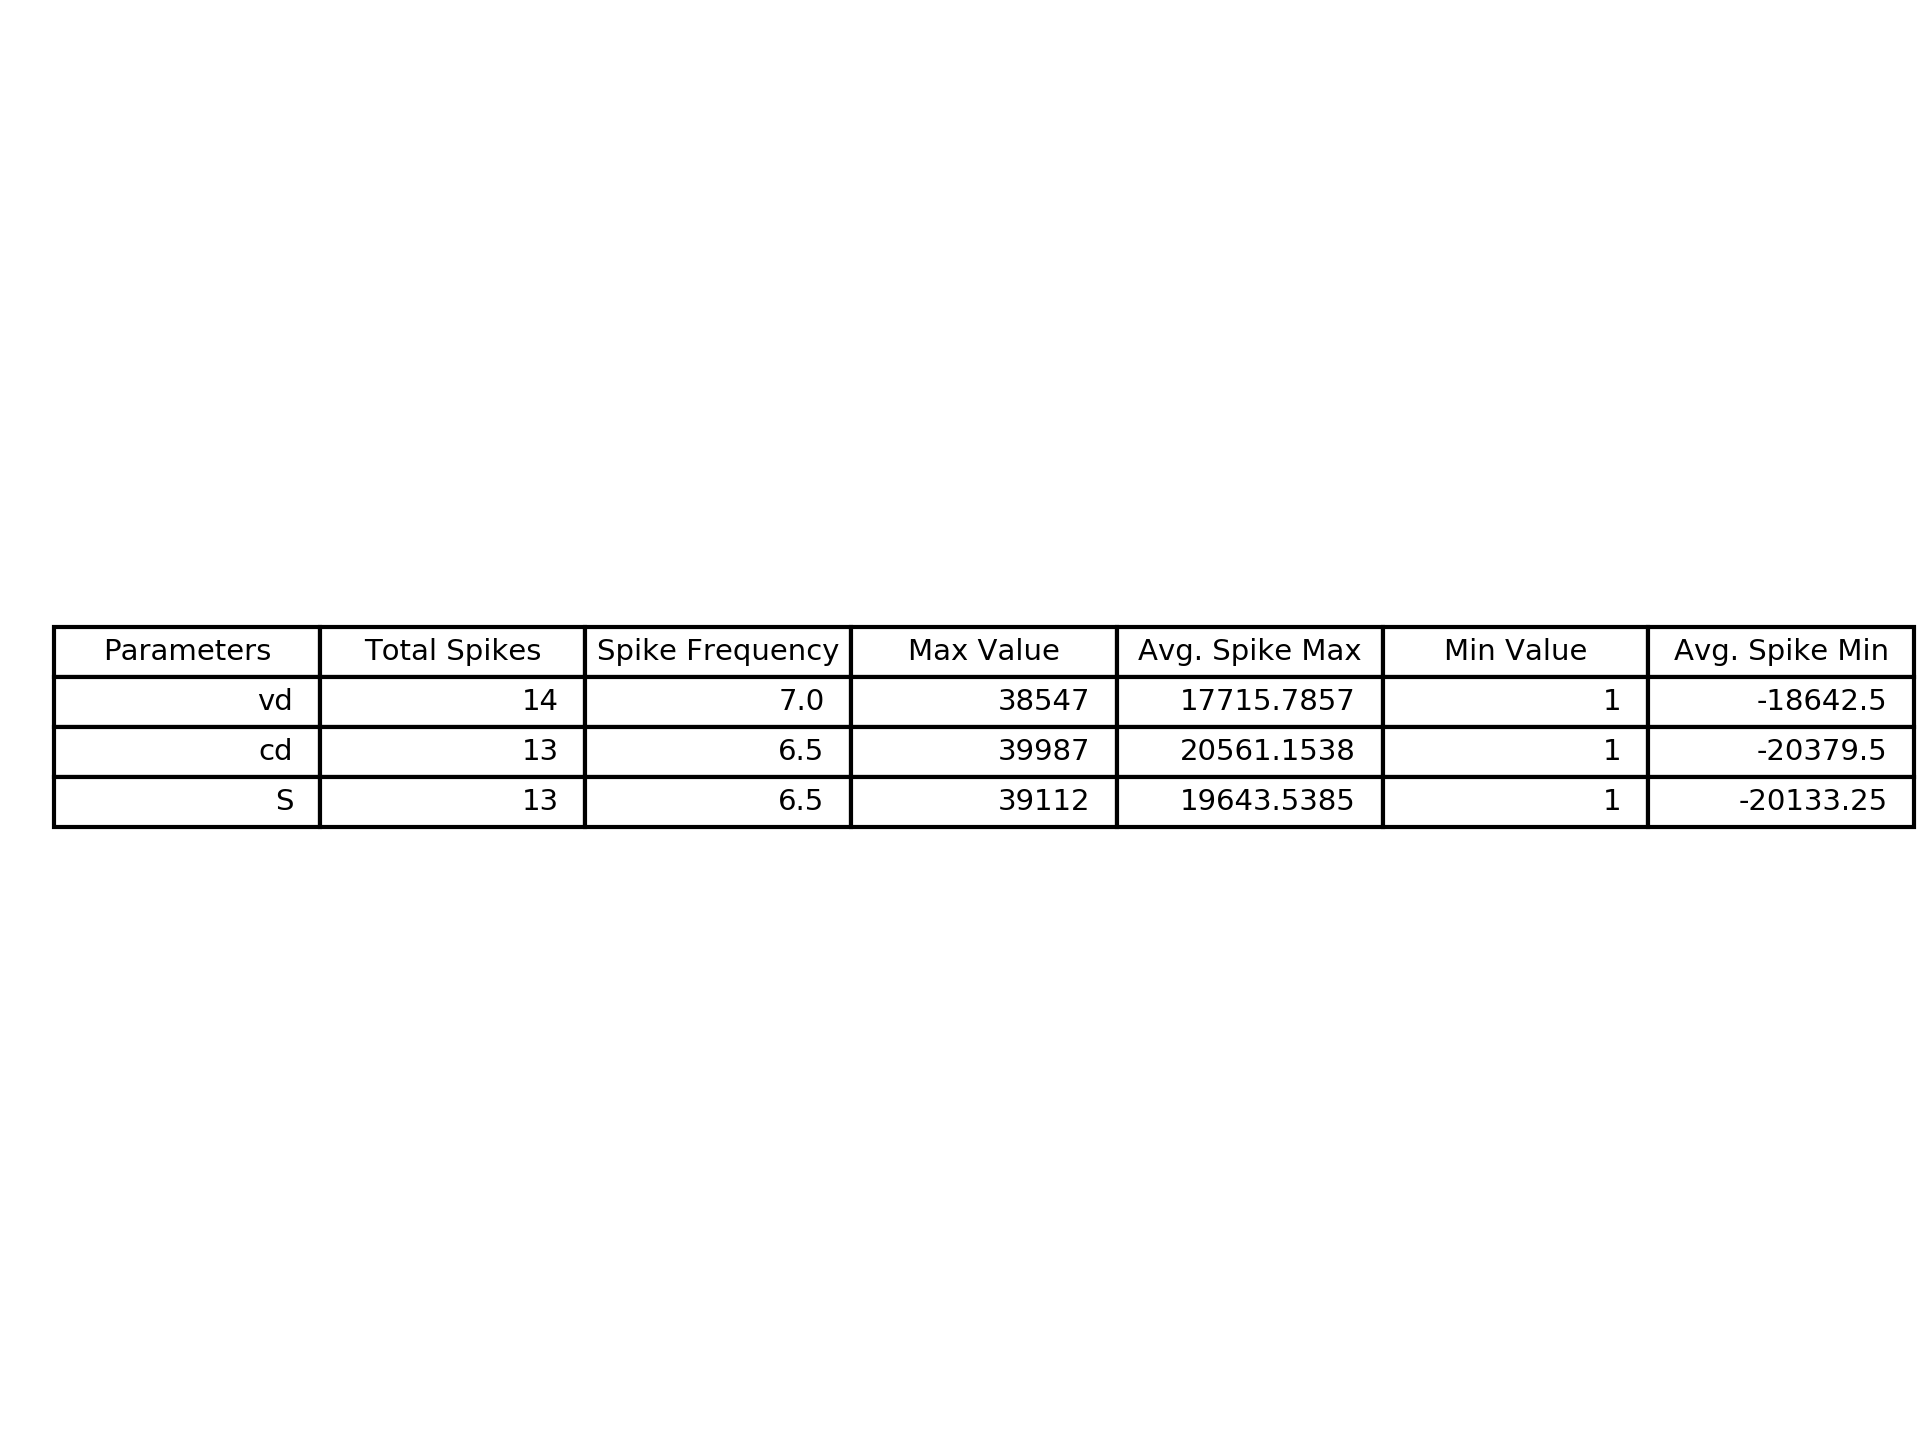 Parameters Total Spikes Spike Frequency Max Value Avg. Spike Max Min Value Avg. Spike Min
vd 14 7.0 38547 17715.7857 1 -18642.5
cd 13 6.5 39987 20561.1538 1 -20379.5
S 13 6.5 39112 19643.5385 1 -20133.25